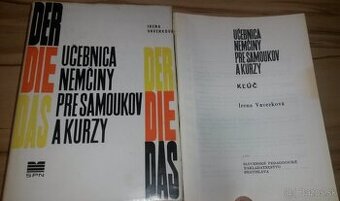 DER
DIE
DAS
IRENA VAVERKOVÁ
UČEBNICA
NEMČINY
PRE SAMOUKOV
A KURZY
DER
DIE
DAS
SPN
UČEBNICA
NEMČINY
PRE SAMOUKOV
A KURZY
KĽÚČ
Irena Vaverková
SLOVENSKÉ PEDAGOGICKÉ
NAKLADATEĽSTVO
BRATISLAVA